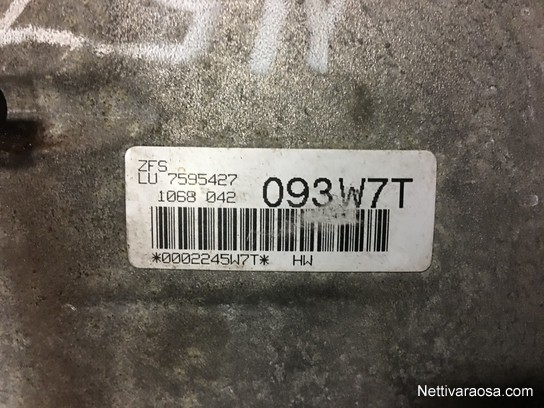 ZFS
LU 7595427
1068 042
093W7T
*0002245W7T* HW
Nettivaraosa.com